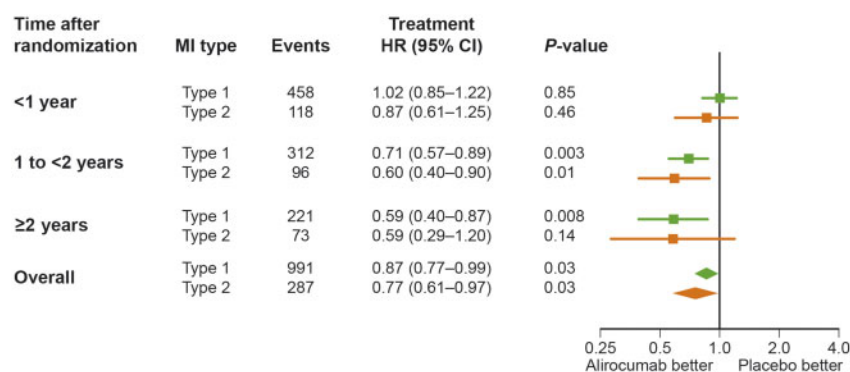 Time after randomization MI type Events Treatment HR (95% CI) P-value
<1 year
Type 1 458 1.02 (0.85–1.22) 0.85
Type 2 118 0.87 (0.61–1.25) 0.46
1 to <2 years
Type 1 312 0.71 (0.57–0.89) 0.003
Type 2 96 0.60 (0.40–0.90) 0.01
≥2 years
Type 1 221 0.59 (0.40–0.87) 0.008
Type 2 73 0.59 (0.29–1.20) 0.14
Overall
Type 1 991 0.87 (0.77–0.99) 0.03
Type 2 287 0.77 (0.61–0.97) 0.03
0.25 0.5 1.0 2.0 4.0
Alirocumab better Placebo better